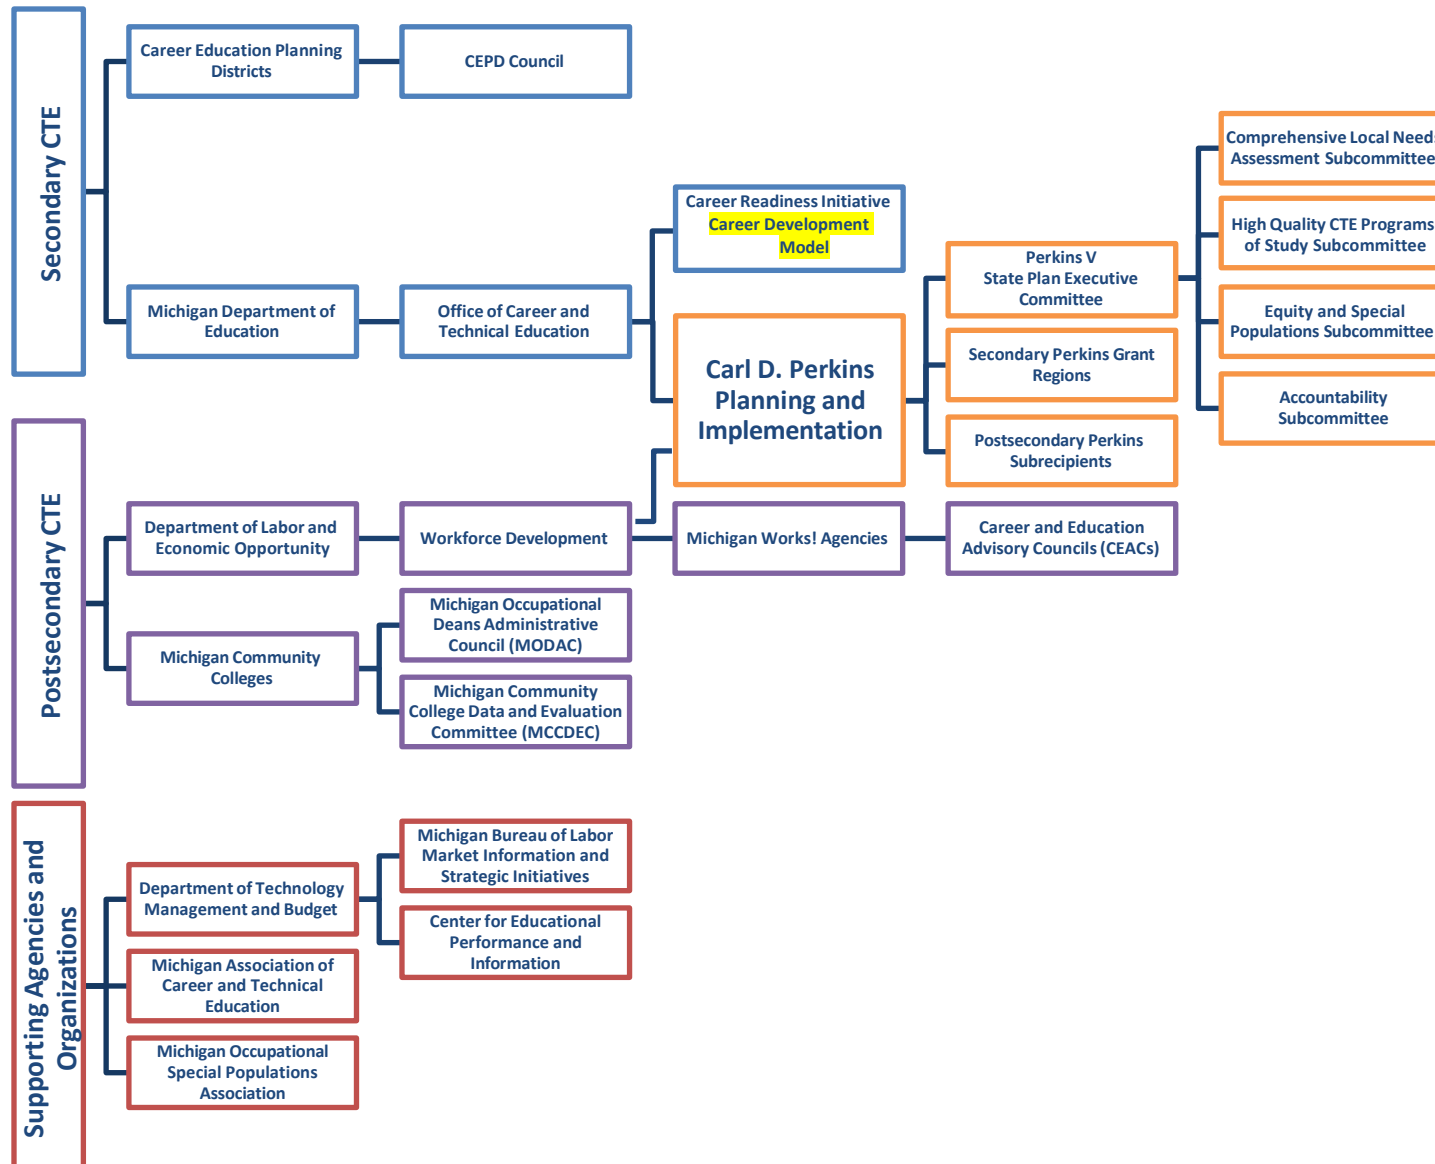 Secondary CTE
Career Education Planning
Districts
CEPD Council
Michigan Department of
Education
Office of Career and
Technical Education
Career Readiness Initiative
Career Development
Model
Carl D. Perkins
Planning and
Implementation
Perkins V
State Plan Executive
Committee
Secondary Perkins Grant
Regions
Postsecondary Perkins
Subrecipients
Comprehensive Local Needs
Assessment Subcommittee
High Quality CTE Programs
of Study Subcommittee
Equity and Special
Populations Subcommittee
Accountability
Subcommittee
Postsecondary CTE
Department of Labor and
Economic Opportunity
Workforce Development
Michigan Works! Agencies
Career and Education
Advisory Councils (CEACs)
Michigan Community
Colleges
Michigan Occupational
Deans Administrative
Council (MODAC)
Michigan Community
College Data and Evaluation
Committee (MCCDEC)
Supporting Agencies and
Organizations
Department of Technology
Management and Budget
Michigan Bureau of Labor
Market Information and
Strategic Initiatives
Center for Educational
Performance and
Information
Michigan Association of
Career and Technical
Education
Michigan Occupational
Special Populations
Association